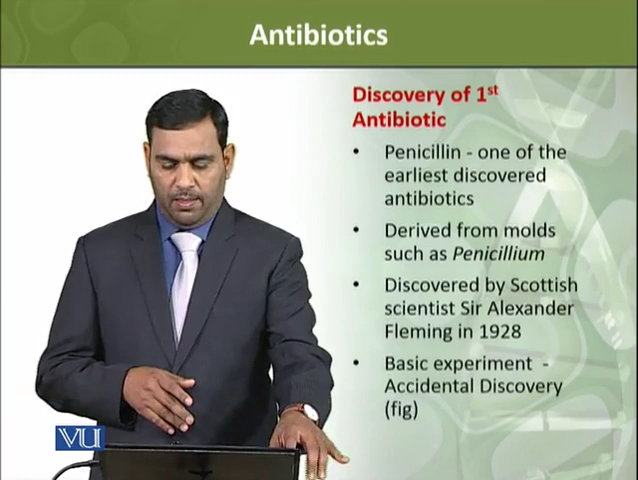 Antibiotics
Discovery of 1st
Antibiotic
• Penicillin - one of the
earliest discovered
antibiotics
• Derived from molds
such as Penicillium
• Discovered by Scottish
scientist Sir Alexander
Fleming in 1928
• Basic experiment -
Accidental Discovery
(fig)
VU